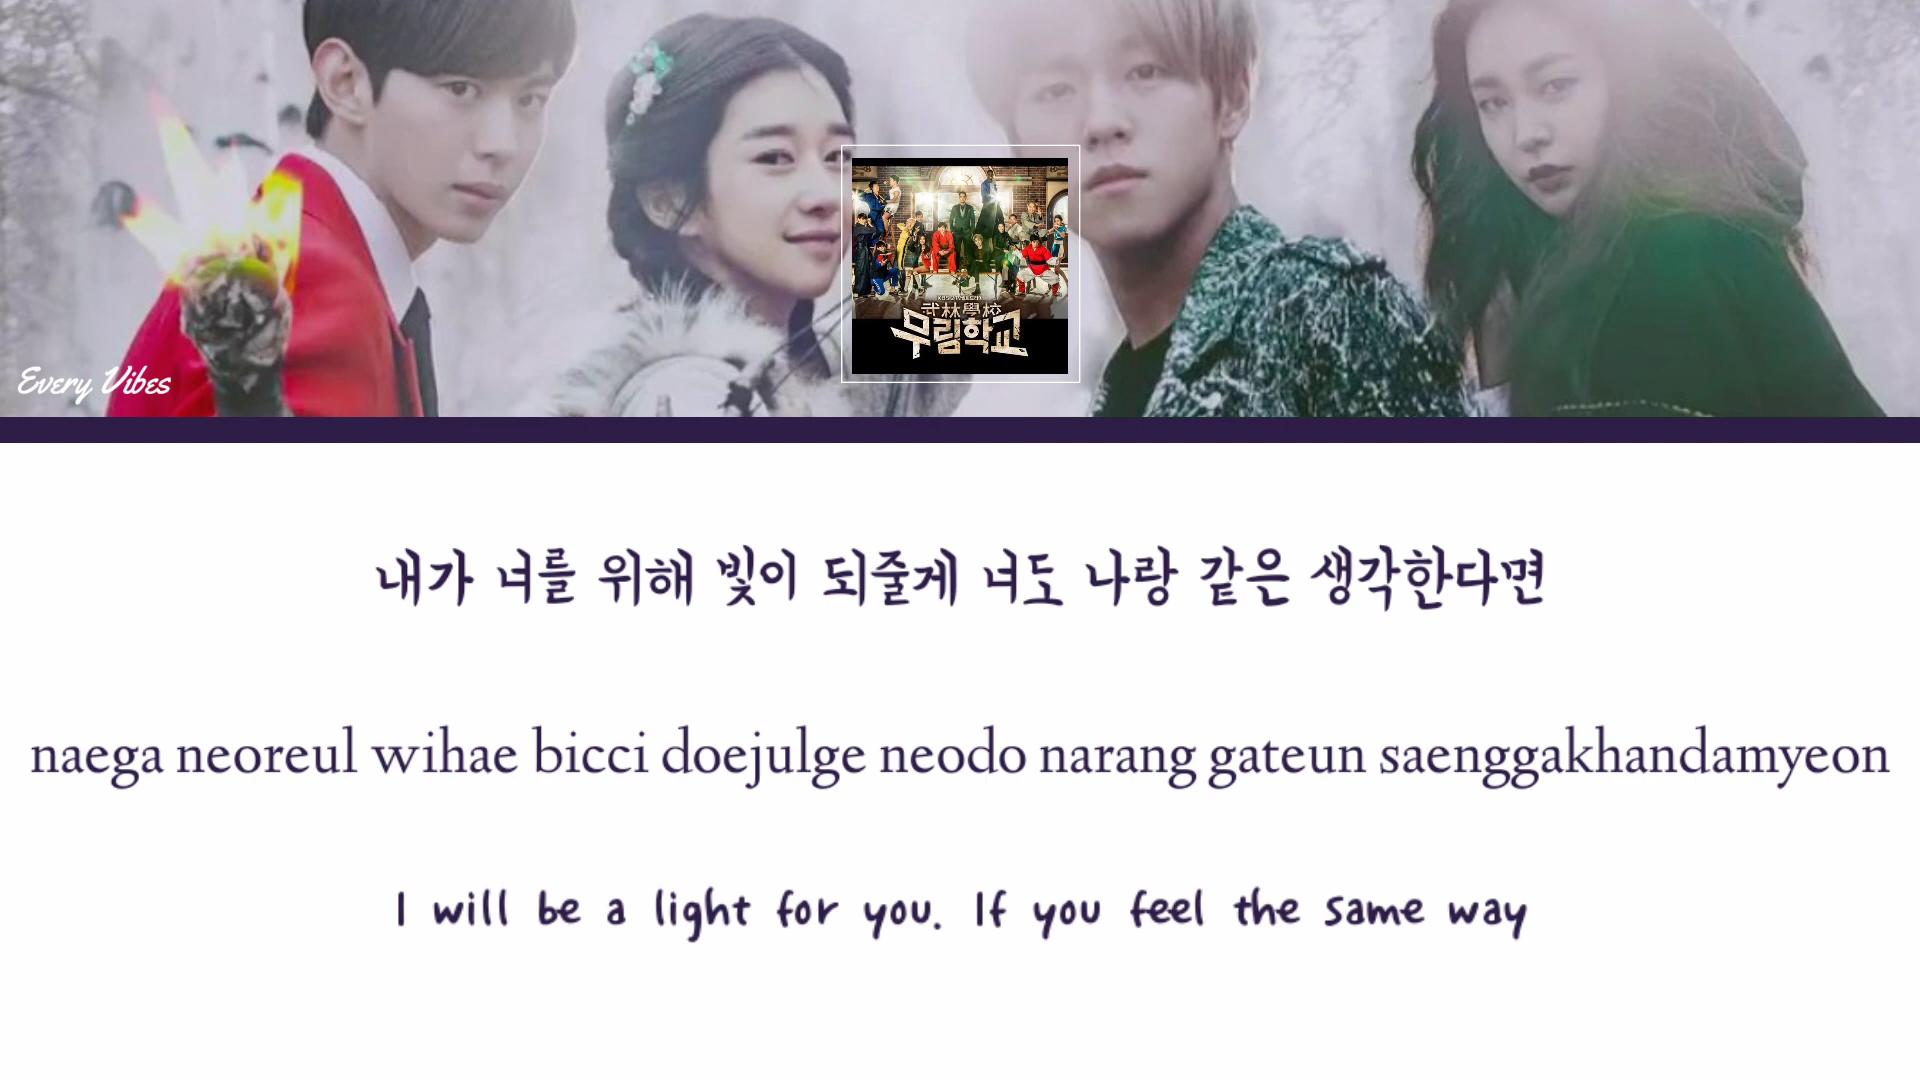 武林學校
무림학교
Every Vibes
내가 너를 위해 빛이 되줄게 너도 나랑 같은 생각한다면
naega neoreul wihae bicci doejulge neodo narang gateun saenggakhandamyeon
I will be a light for you. If you feel the same way